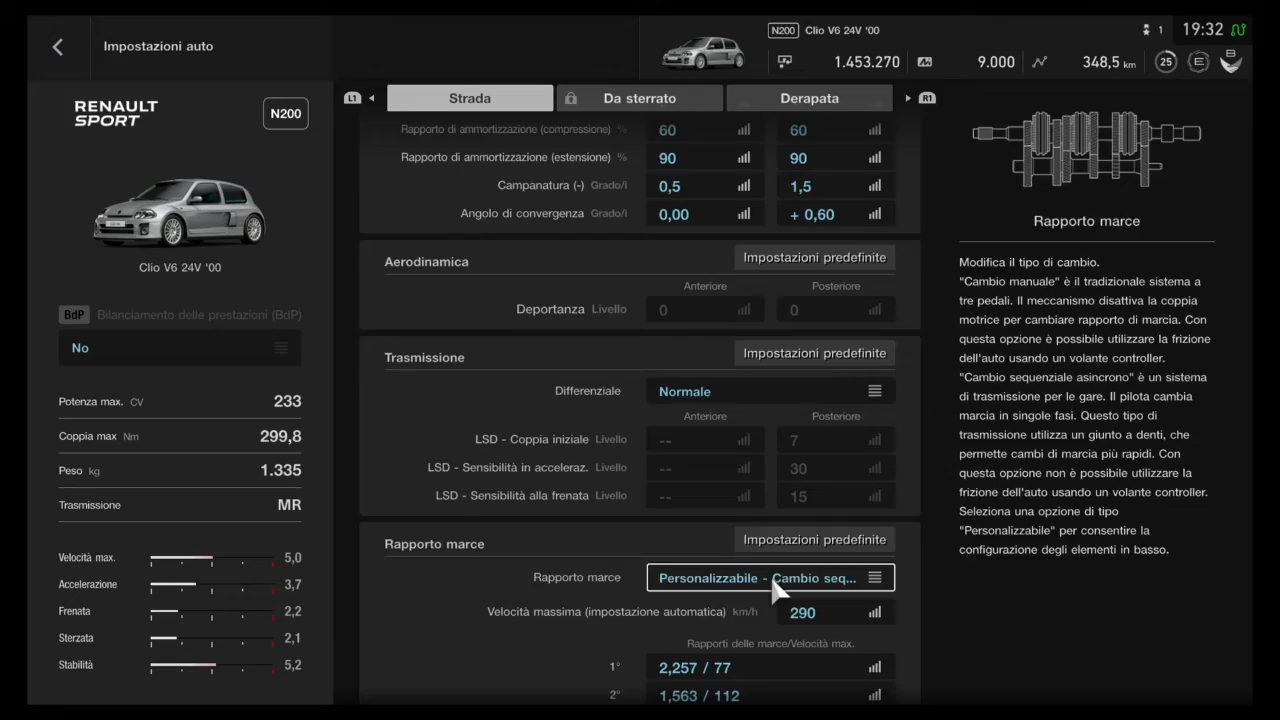 Impostazioni auto
N200 Clio V6 24V '00
1
19:32
1.453.270
9.000
348,5 km
25
E
B
RENAULT
SPORT
N200
Clio V6 24V '00
BdP Bilanciamento delle prestazioni (BdP)
No
Potenza max. CV 233
Coppia max Nm 299,8
Peso kg 1.335
Trasmissione MR
Velocità max. 5,0
Accelerazione 3,7
Frenata 2,2
Sterzata 2,1
Stabilità 5,2
L1 Strada Da sterrato Derapata R1
Rapporto di ammortizzazione (compressione) % 60 60
Rapporto di ammortizzazione (estensione) % 90 90
Campanatura (-) Grado/i 0,5 1,5
Angolo di convergenza Grado/i 0,00 + 0,60
Aerodinamica Impostazioni predefinite
Anteriore Posteriore
Deportanza Livello 0 0
Trasmissione Impostazioni predefinite
Differenziale Normale
Anteriore Posteriore
LSD - Coppia iniziale Livello -- 7
LSD - Sensibilità in acceleraz. Livello -- 30
LSD - Sensibilità alla frenata Livello -- 15
Rapporto marce Impostazioni predefinite
Rapporto marce Personalizzabile - Cambio seq...
Velocità massima (impostazione automatica) km/h 290
Rapporti delle marce/Velocità max.
1° 2,257 / 77
2° 1,563 / 112
Rapporto marce
Modifica il tipo di cambio.
"Cambio manuale" è il tradizionale sistema a
tre pedali. Il meccanismo disattiva la coppia
motrice per cambiare rapporto di marcia. Con
questa opzione è possibile utilizzare la frizione
dell'auto usando un volante controller.
"Cambio sequenziale asincrono" è un sistema
di trasmissione per le gare. Il pilota cambia
marcia in singole fasi. Questo tipo di
trasmissione utilizza un giunto a denti, che
permette cambi di marcia più rapidi. Con
questa opzione non è possibile utilizzare la
frizione dell'auto usando un volante controller.
Seleziona una opzione di tipo
"Personalizzabile" per consentire la
configurazione degli elementi in basso.